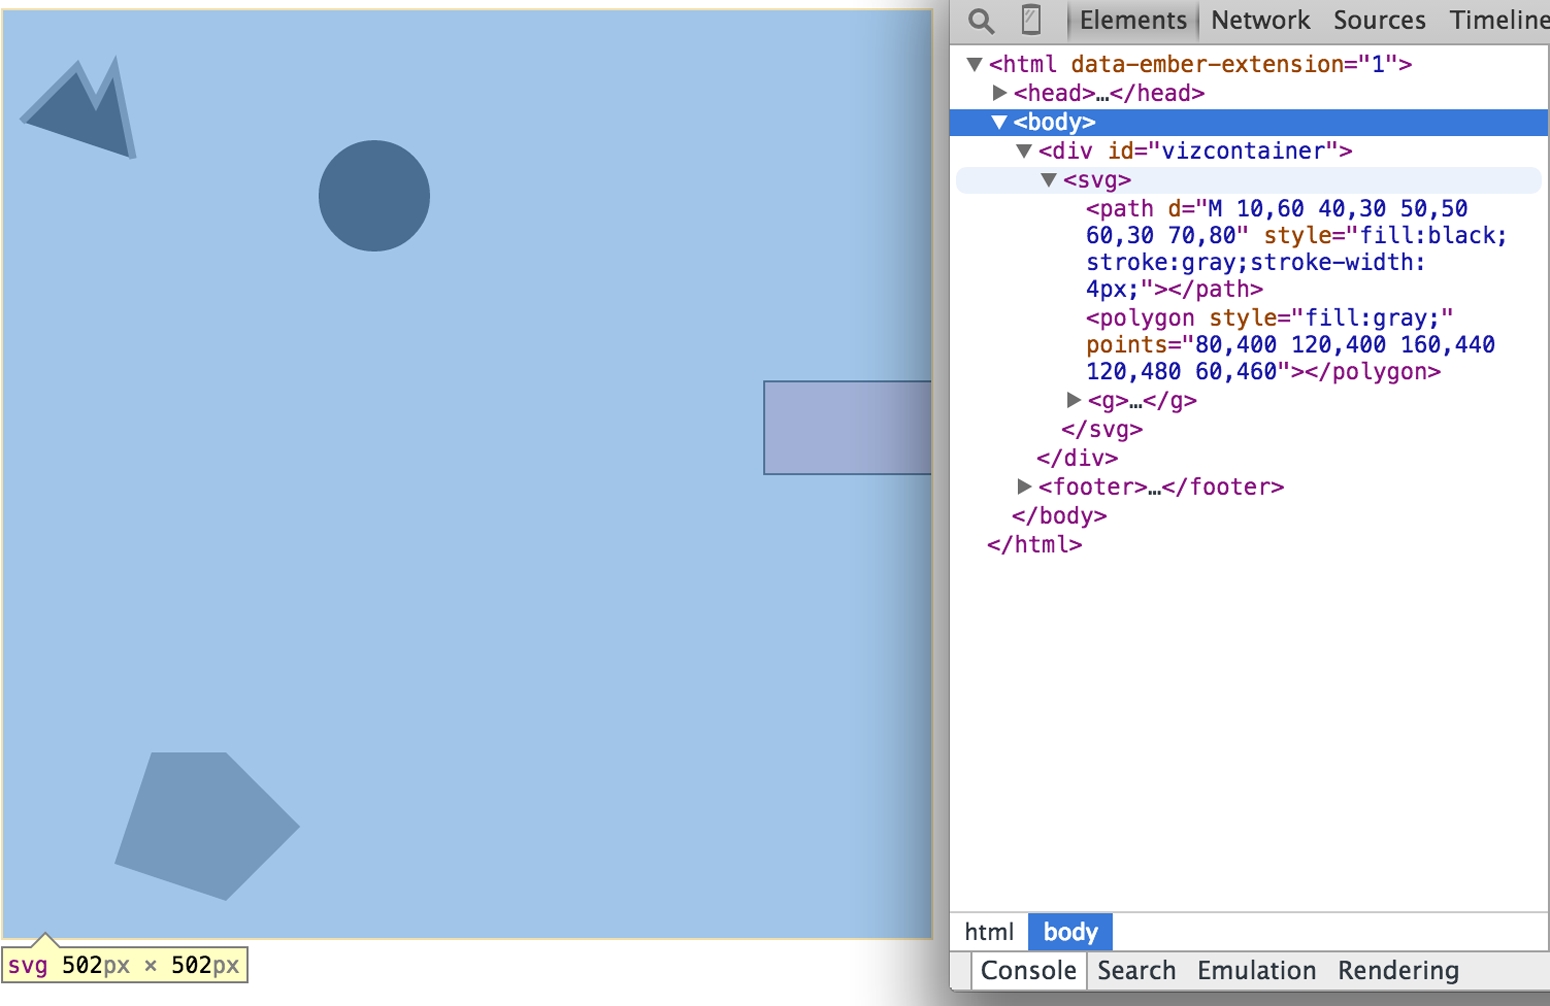 Elements Network Sources Timeline
▼<html data-ember-extension="1">
▶<head>…</head>
▼<body>
▼<div id="vizcontainer">
▼<svg>
<path d="M 10,60 40,30 50,50
60,30 70,80" style="fill:black;
stroke:gray;stroke-width:
4px;"></path>
<polygon style="fill:gray;"
points="80,400 120,400 160,440
120,480 60,460"></polygon>
▶<g>…</g>
</svg>
</div>
▶<footer>…</footer>
</body>
</html>
html body
svg 502px × 502px
Console Search Emulation Rendering